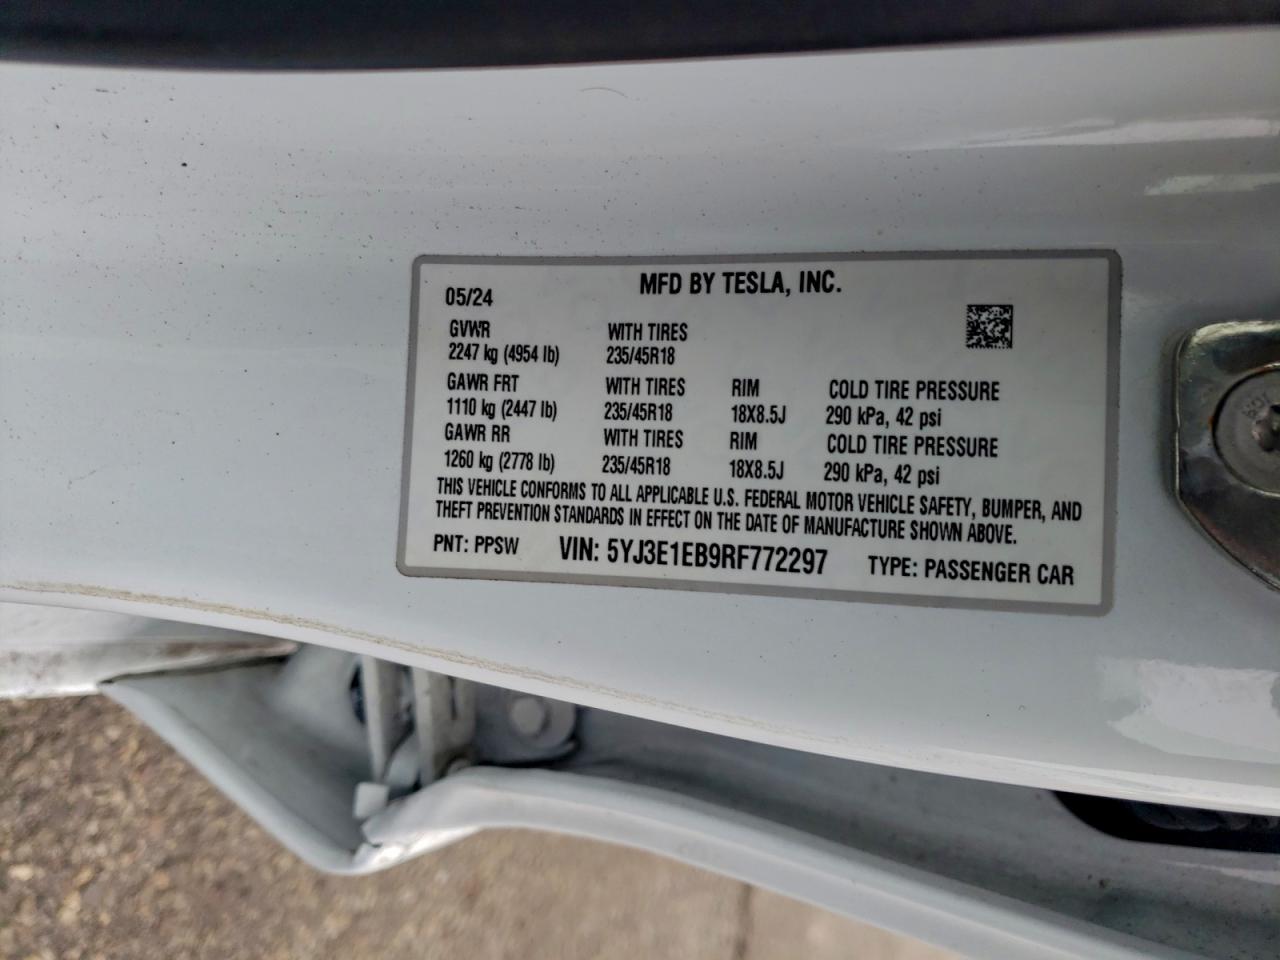 MFD BY TESLA, INC.
05/24
GVWR WITH TIRES
2247 kg (4954 lb) 235/45R18
GAWR FRT WITH TIRES RIM COLD TIRE PRESSURE
1110 kg (2447 lb) 235/45R18 18X8.5J 290 kPa, 42 psi
GAWR RR WITH TIRES RIM COLD TIRE PRESSURE
1260 kg (2778 lb) 235/45R18 18X8.5J 290 kPa, 42 psi
THIS VEHICLE CONFORMS TO ALL APPLICABLE U.S. FEDERAL MOTOR VEHICLE SAFETY, BUMPER, AND
THEFT PREVENTION STANDARDS IN EFFECT ON THE DATE OF MANUFACTURE SHOWN ABOVE.
PNT: PPSW VIN: 5YJ3E1EB9RF772297 TYPE: PASSENGER CAR